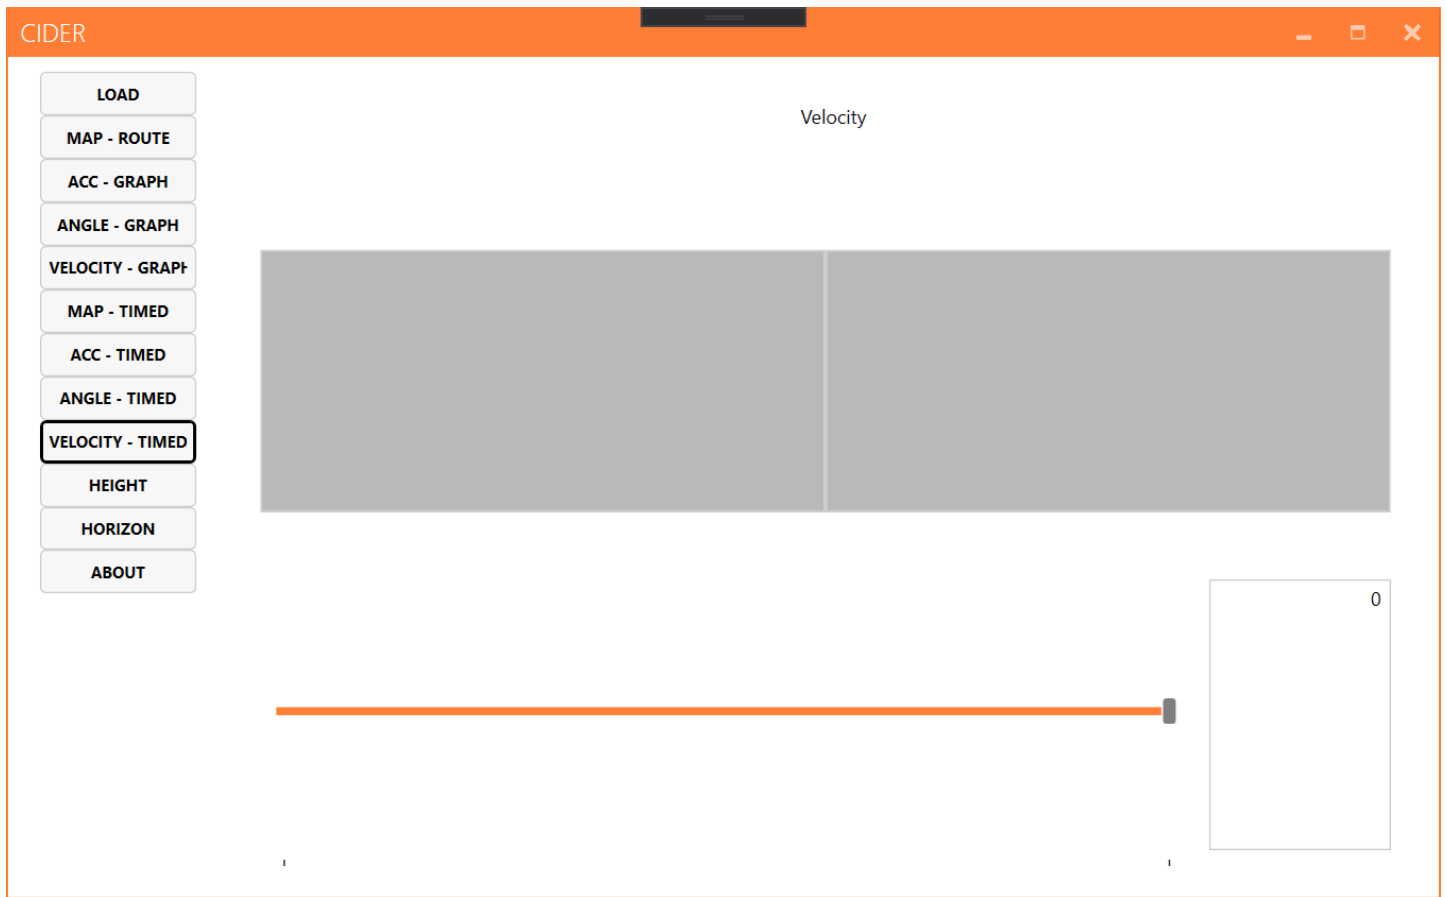 CIDER
LOAD
MAP - ROUTE
ACC - GRAPH
ANGLE - GRAPH
VELOCITY - GRAPH
MAP - TIMED
ACC - TIMED
ANGLE - TIMED
VELOCITY - TIMED
HEIGHT
HORIZON
ABOUT
Velocity
0